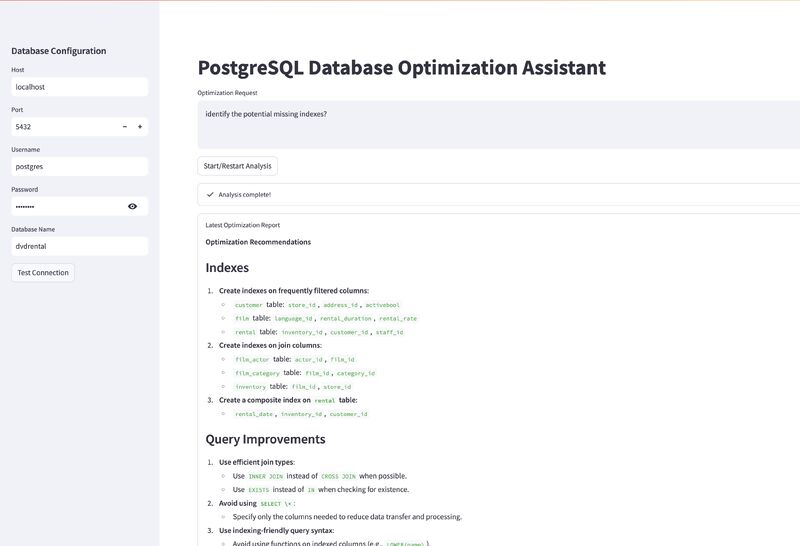 Database Configuration
Host
localhost
Port
5432
Username
postgres
Password
••••••••
Database Name
dvdrental
Test Connection
PostgreSQL Database Optimization Assistant
Optimization Request
identify the potential missing indexes?
Start/Restart Analysis
Analysis complete!
Latest Optimization Report
Optimization Recommendations
Indexes
1. Create indexes on frequently filtered columns:
customer table: store_id, address_id, activebool
film table: language_id, rental_duration, rental_rate
rental table: inventory_id, customer_id, staff_id
2. Create indexes on join columns:
film_actor table: actor_id, film_id
film_category table: film_id, category_id
inventory table: film_id, store_id
3. Create a composite index on rental table:
rental_date, inventory_id, customer_id
Query Improvements
1. Use efficient join types:
Use INNER JOIN instead of CROSS JOIN when possible.
Use EXISTS instead of IN when checking for existence.
2. Avoid using SELECT \*:
Specify only the columns needed to reduce data transfer and processing.
3. Use indexing-friendly query syntax:
Avoid using functions on indexed columns (e.g., LOWER(name)).